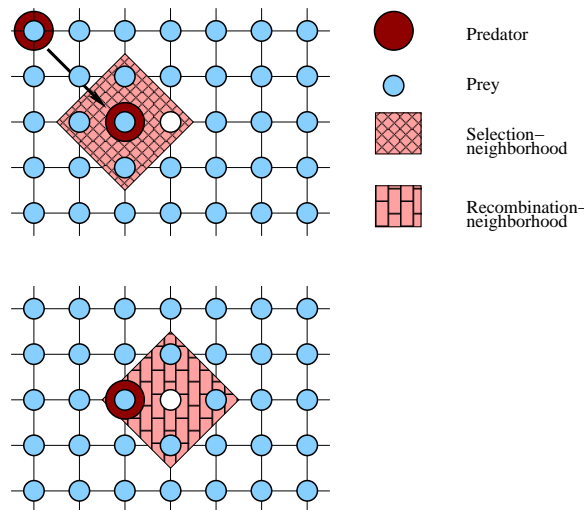 Predator
Prey
Selection–
neighborhood
Recombination–
neighborhood